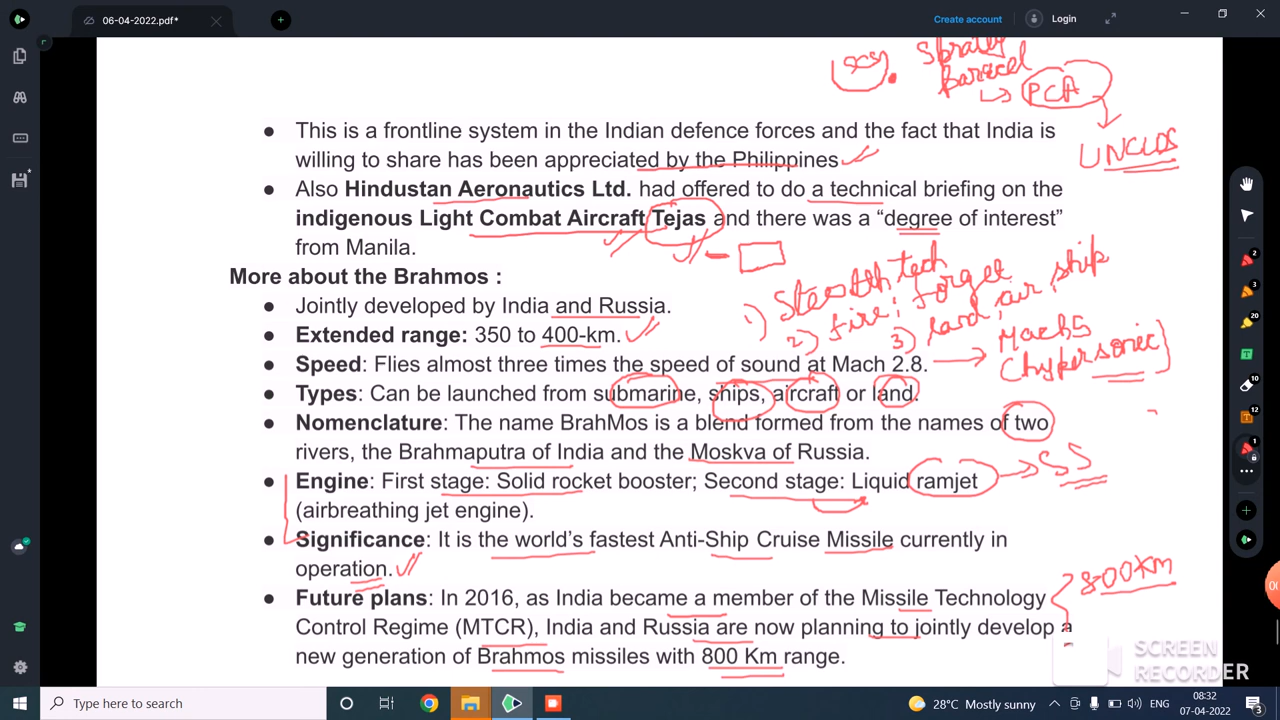 06-04-2022.pdf*
Create account
Login
SCS
Spratly
Paracel
PCA
UNCLOS
● This is a frontline system in the Indian defence forces and the fact that India is
willing to share has been appreciated by the Philippines
● Also Hindustan Aeronautics Ltd. had offered to do a technical briefing on the
indigenous Light Combat Aircraft Tejas and there was a “degree of interest”
from Manila.
More about the Brahmos :
● Jointly developed by India and Russia.
● Extended range: 350 to 400-km.
● Speed: Flies almost three times the speed of sound at Mach 2.8.
● Types: Can be launched from submarine, ships, aircraft or land.
● Nomenclature: The name BrahMos is a blend formed from the names of two
rivers, the Brahmaputra of India and the Moskva of Russia.
● Engine: First stage: Solid rocket booster; Second stage: Liquid ramjet
(airbreathing jet engine).
● Significance: It is the world’s fastest Anti-Ship Cruise Missile currently in
operation.
● Future plans: In 2016, as India became a member of the Missile Technology
Control Regime (MTCR), India and Russia are now planning to jointly develop a
new generation of Brahmos missiles with 800 Km range.
1) Stealth tech
2) fire; forget
3) land, air, ship
Mach5
(hypersonic)
SS
800km
SCREEN
RECORDER
Type here to search
28°C Mostly sunny
ENG
08:32
07-04-2022
3